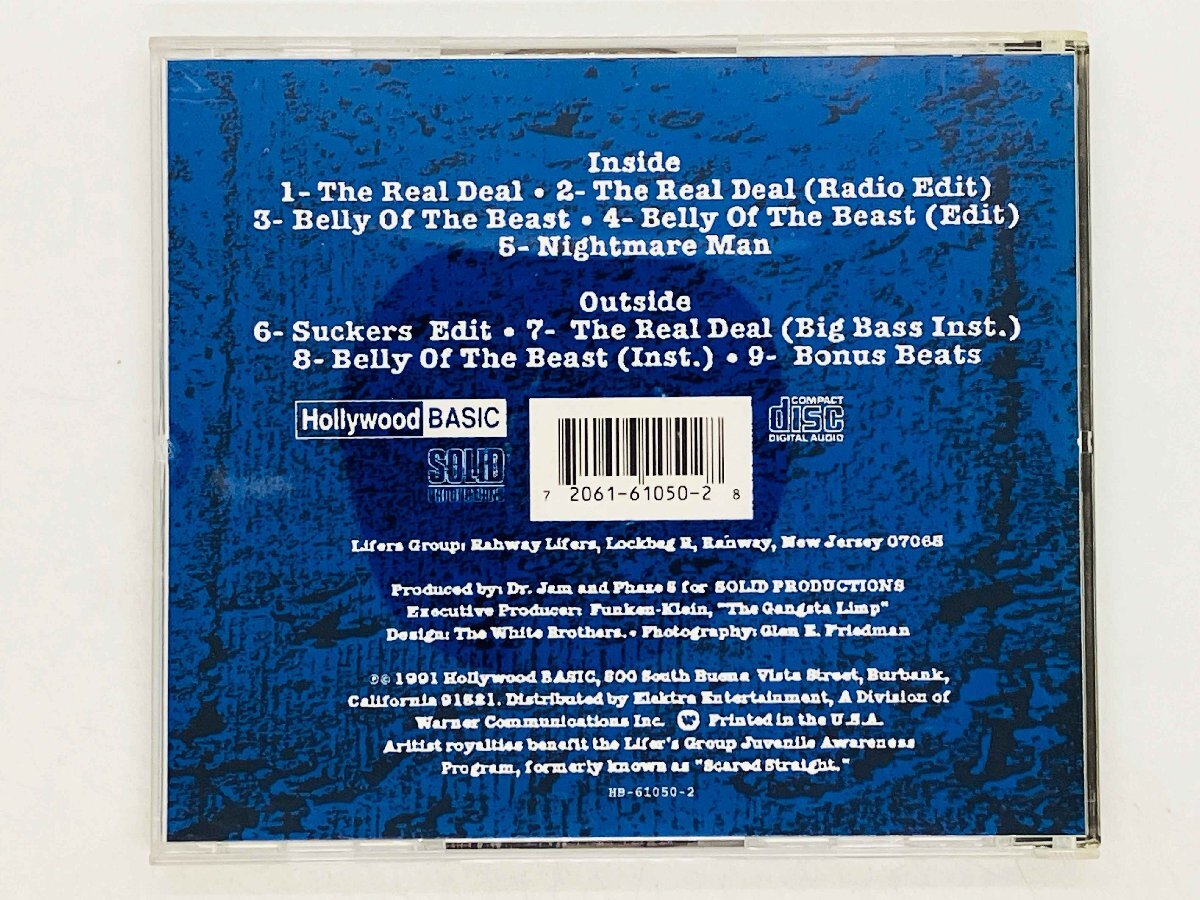 Inside
1- The Real Deal • 2- The Real Deal (Radio Edit)
3- Belly Of The Beast • 4- Belly Of The Beast (Edit)
5- Nightmare Man
Outside
6- Suckers Edit • 7- The Real Deal (Big Bass Inst.)
8- Belly Of The Beast (Inst.) • 9- Bonus Beats
Hollywood BASIC
COMPACT
disc
DIGITAL AUDIO
SOLID
PRODUCTIONS
7 2061-61050-2 8
Lifers Group: Rahway Lifers, Lockbag R, Rahway, New Jersey 07065
Produced by: Dr. Jam and Phase 5 for SOLID PRODUCTIONS
Executive Producer: Funken-Klein, "The Gangsta Limp"
Design: The White Brothers. • Photography: Glen E. Friedman
℗© 1991 Hollywood BASIC, 500 South Buena Vista Street, Burbank,
California 91521. Distributed by Elektra Entertainment, A Division of
Warner Communications Inc. Printed in the U.S.A.
Aritist royalties benefit the Lifer's Group Juvenile Awareness
Program, formerly known as "Scared Straight."
HB-61050-2